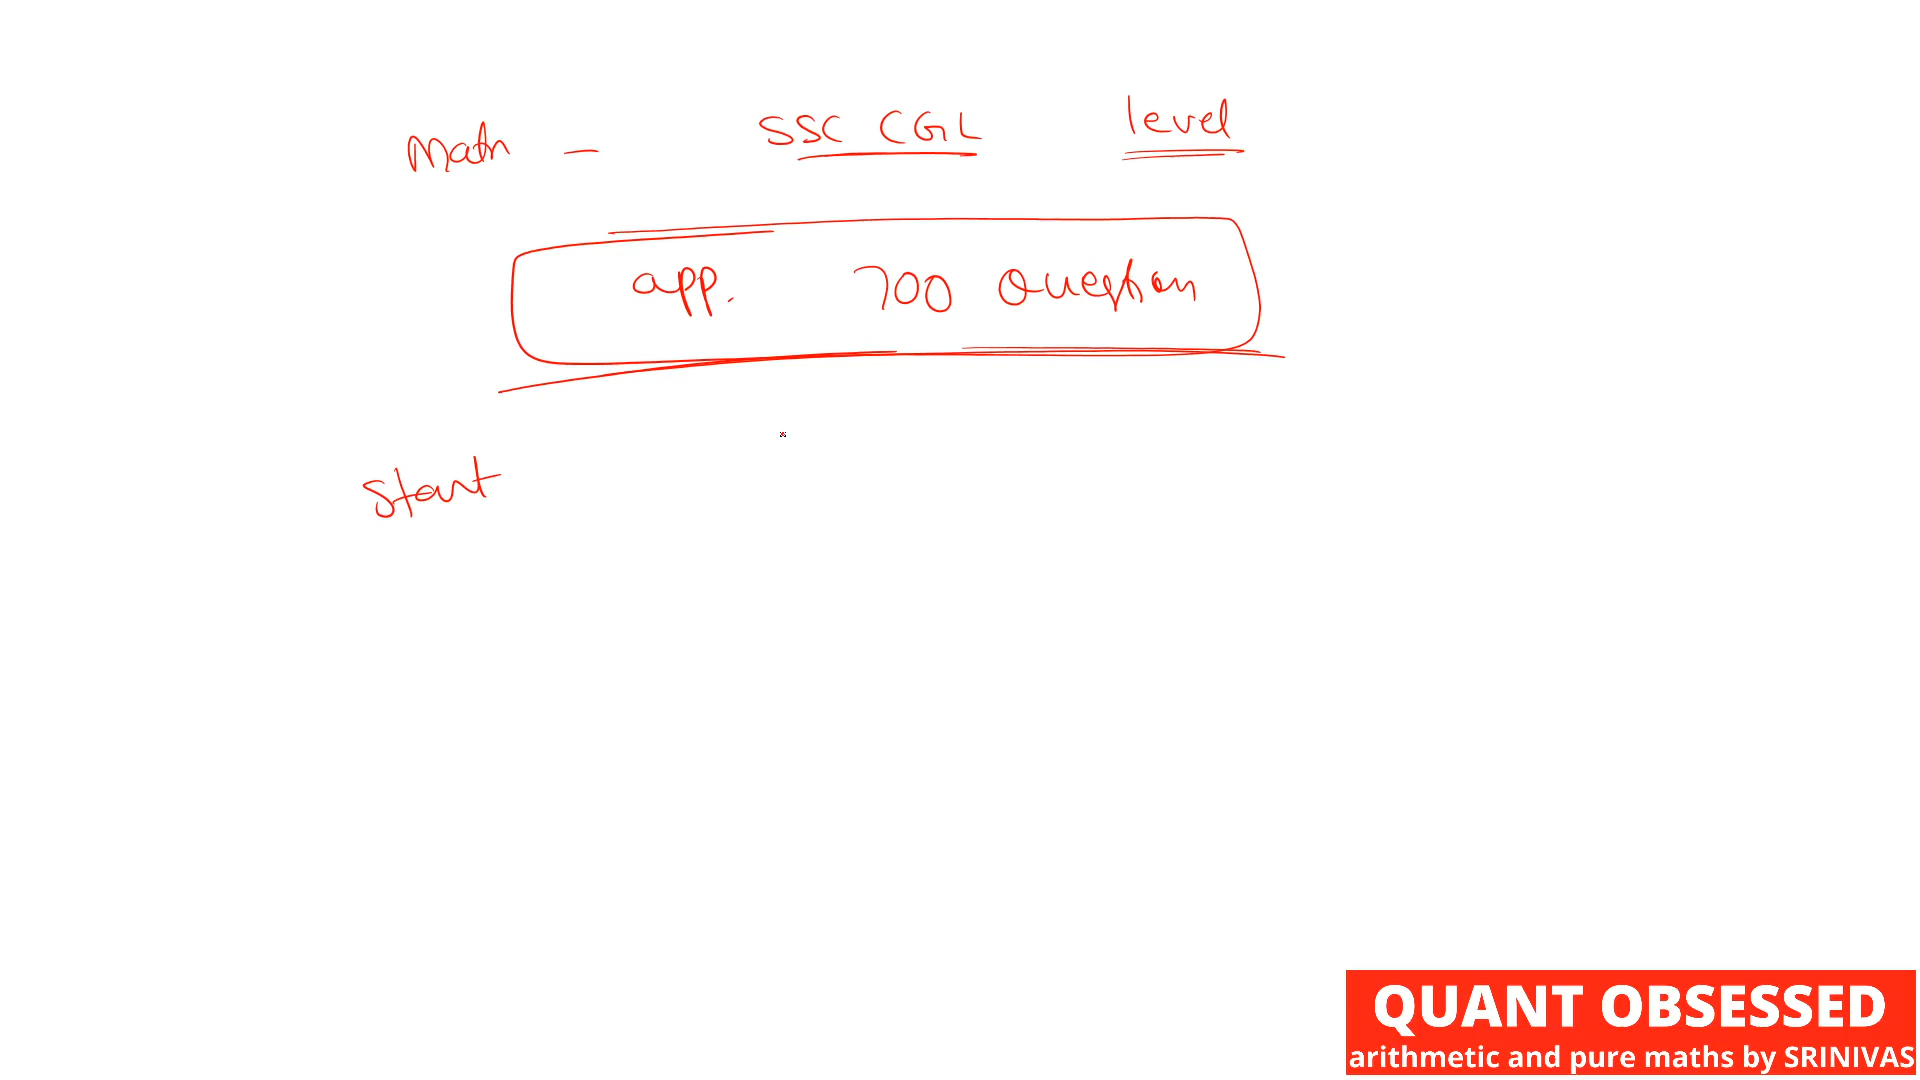 Math - SSC CGL level
app. 700 Question
start
QUANT OBSESSED
arithmetic and pure maths by SRINIVAS